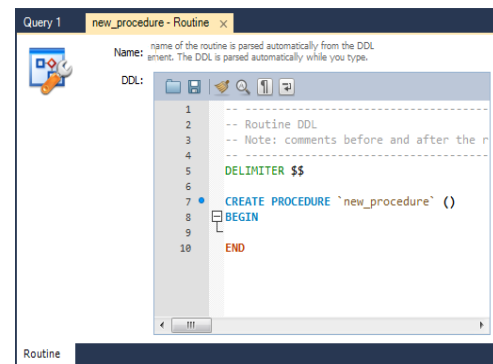 Query 1
new_procedure - Routine ×
Name: name of the routine is parsed automatically from the DDL
ement. The DDL is parsed automatically while you type.
DDL:
1 -- ----------------------------------
2 -- Routine DDL
3 -- Note: comments before and after the r
4 -- ----------------------------------
5 DELIMITER $$
6
7 CREATE PROCEDURE `new_procedure` ()
8 BEGIN
9
10 END
Routine